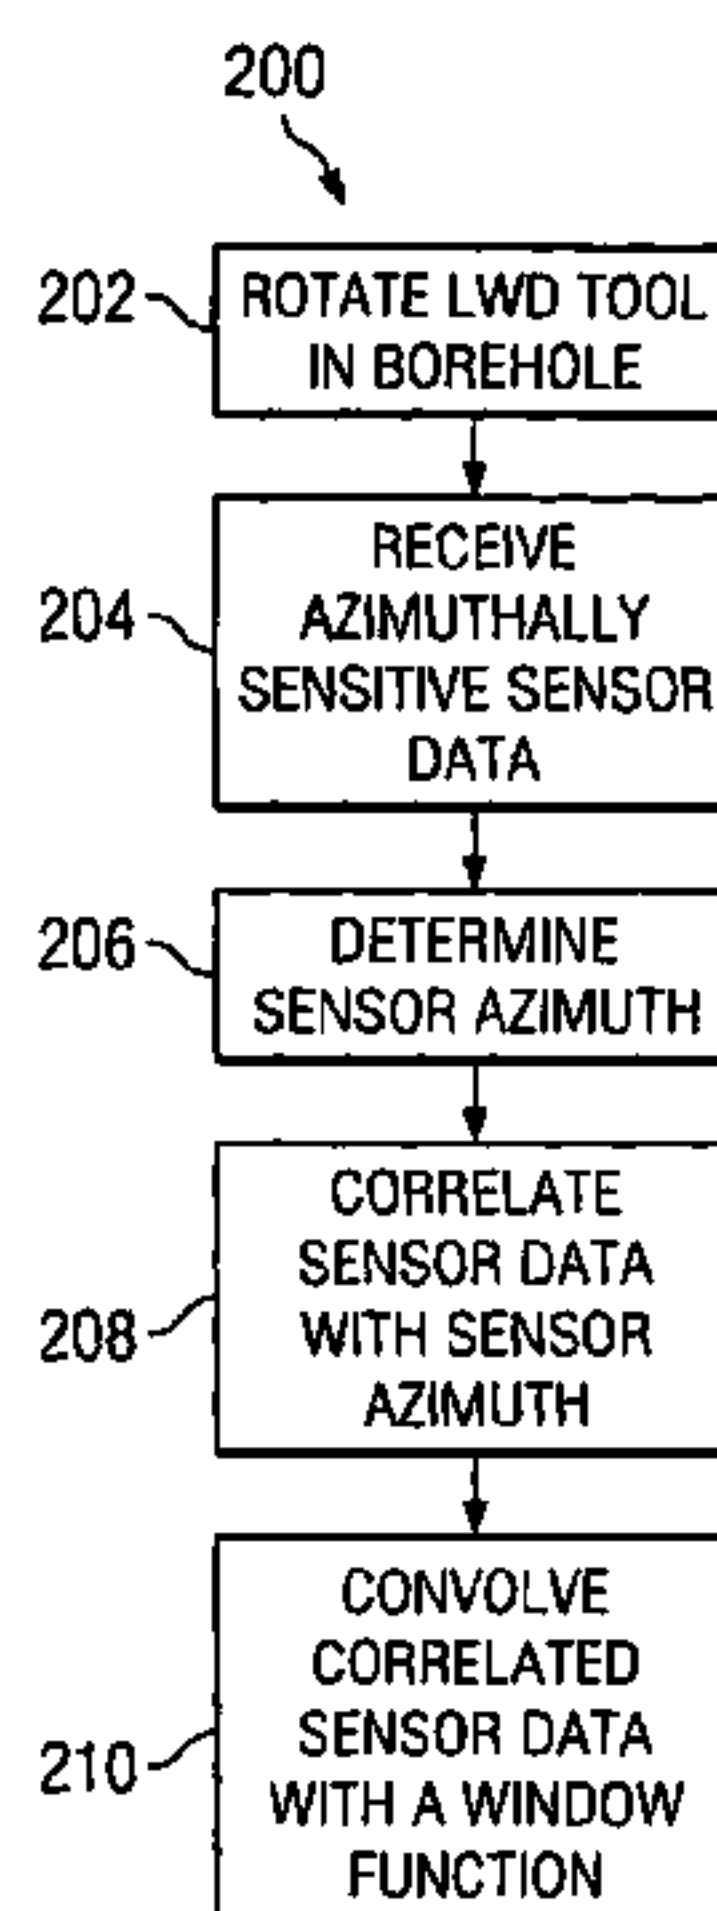 200
202
ROTATE LWD TOOL
IN BOREHOLE
204
RECEIVE
AZIMUTHALLY
SENSITIVE SENSOR
DATA
206
DETERMINE
SENSOR AZIMUTH
208
CORRELATE
SENSOR DATA
WITH SENSOR
AZIMUTH
210
CONVOLVE
CORRELATED
SENSOR DATA
WITH A WINDOW
FUNCTION